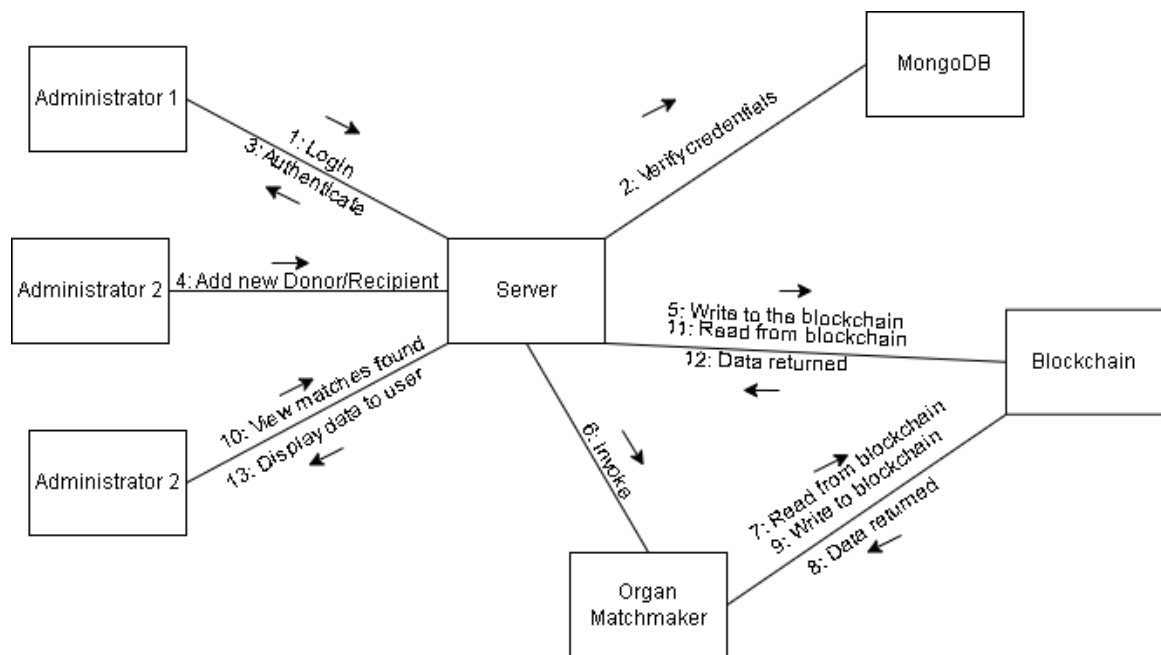 MongoDB
Administrator 1
1: Login
3: Authenticate
2: Verify credentials
Administrator 2
4: Add new Donor/Recipient
Server
5: Write to the blockchain
11: Read from blockchain
12: Data returned
Blockchain
10: View matches found
13: Display data to user
Administrator 2
6: invoke
7: Read from blockchain
9: Write to blockchain
8: Data returned
Organ
Matchmaker